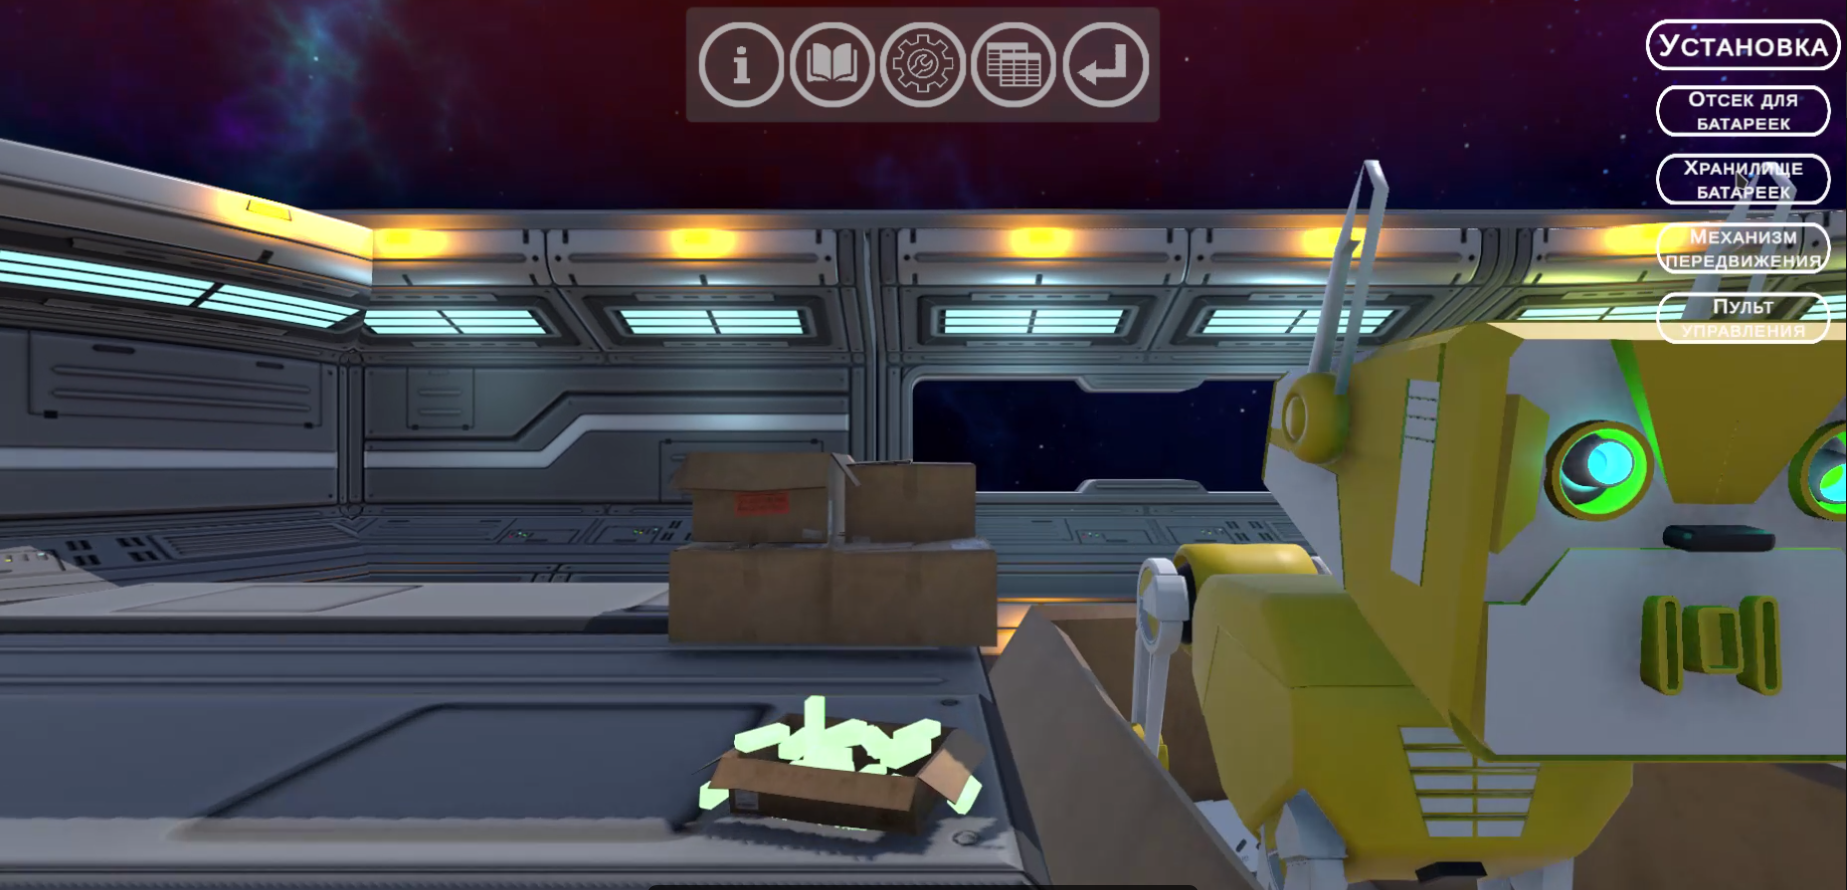 i
Установка
Отсек для
батареек
Хранилище
батареек
Механизм
передвижения
Пульт
управления